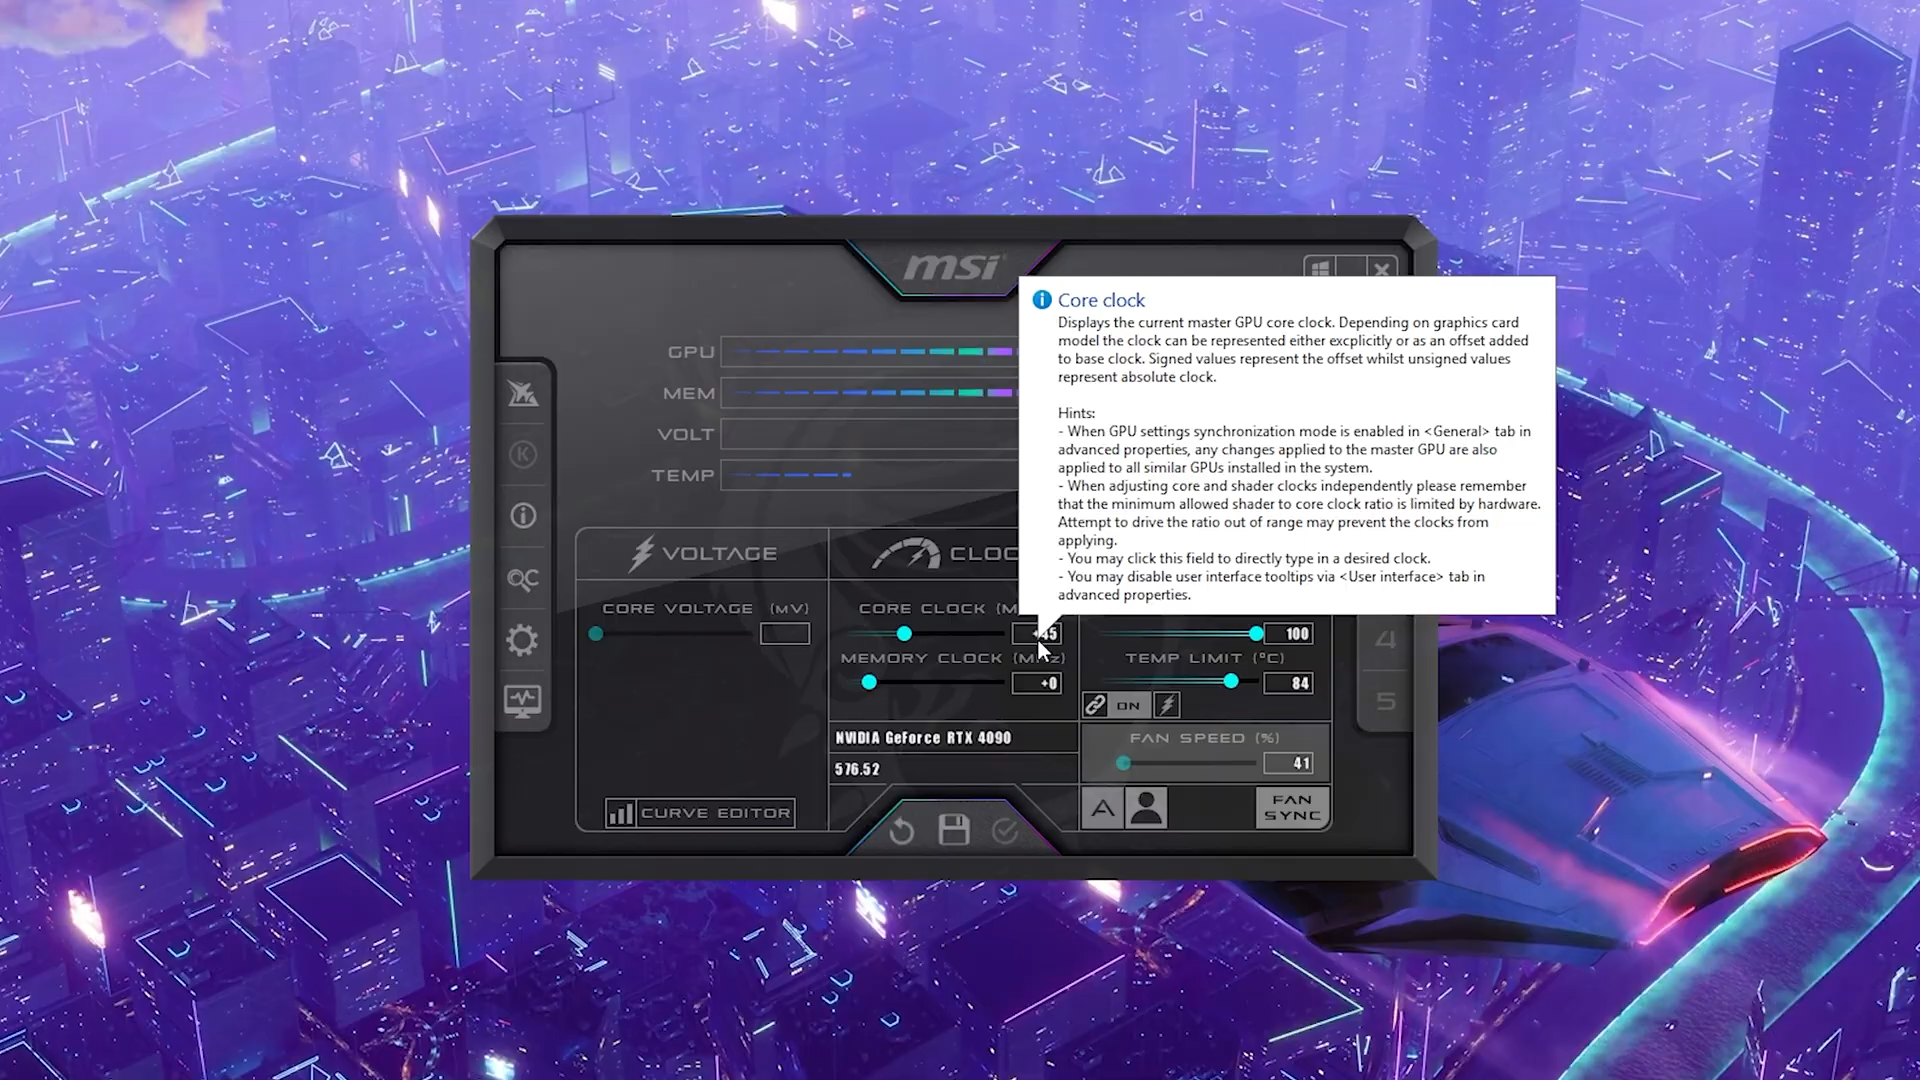 msi
Core clock
Displays the current master GPU core clock. Depending on graphics card
model the clock can be represented either excplicitly or as an offset added
to base clock. Signed values represent the offset whilst unsigned values
represent absolute clock.
Hints:
- When GPU settings synchronization mode is enabled in <General> tab in
advanced properties, any changes applied to the master GPU are also
applied to all similar GPUs installed in the system.
- When adjusting core and shader clocks independently please remember
that the minimum allowed shader to core clock ratio is limited by hardware.
Attempt to drive the ratio out of range may prevent the clocks from
applying.
- You may click this field to directly type in a desired clock.
- You may disable user interface tooltips via <User interface> tab in
advanced properties.
GPU
MEM
VOLT
TEMP
K
i
OC
VOLTAGE
CLOC
CORE VOLTAGE (MV)
CORE CLOCK (M
+45
100
MEMORY CLOCK (MHz)
+0
TEMP LIMIT (°C)
84
ON
4
5
NVIDIA GeForce RTX 4090
576.52
FAN SPEED (%)
41
CURVE EDITOR
A
FAN
SYNC